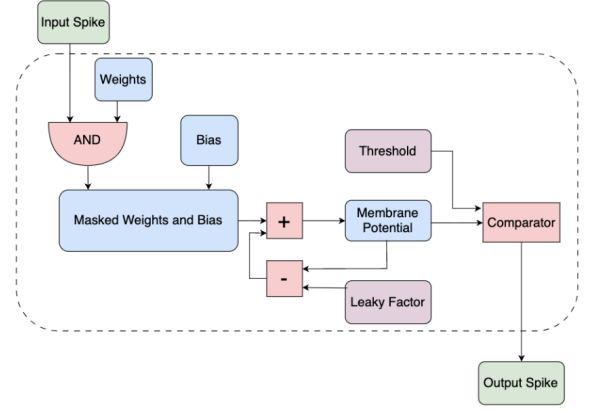 Input Spike
Weights
AND
Bias
Threshold
Masked Weights and Bias
+
Membrane
Potential
Comparator
-
Leaky Factor
Output Spike